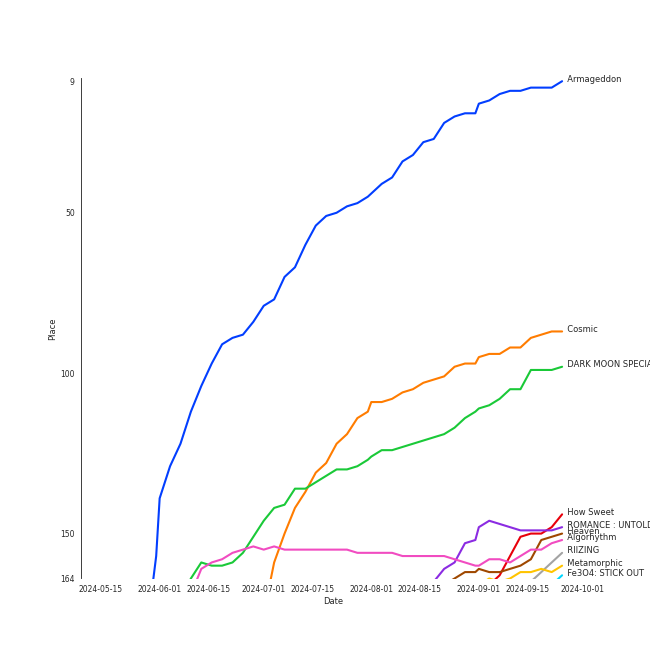 9
Armageddon
50
Cosmic
Place
DARK MOON SPECIA
100
How Sweet
ROMANCE : UNTOLD
150
Heaven
Algorhythm
RIIZING
Metamorphic
Fe3O4: STICK OUT
164
2024-05-15 2024-06-01 2024-06-15 2024-07-01 2024-07-15 2024-08-01 2024-08-15 2024-09-01 2024-09-15 2024-10-01
Date